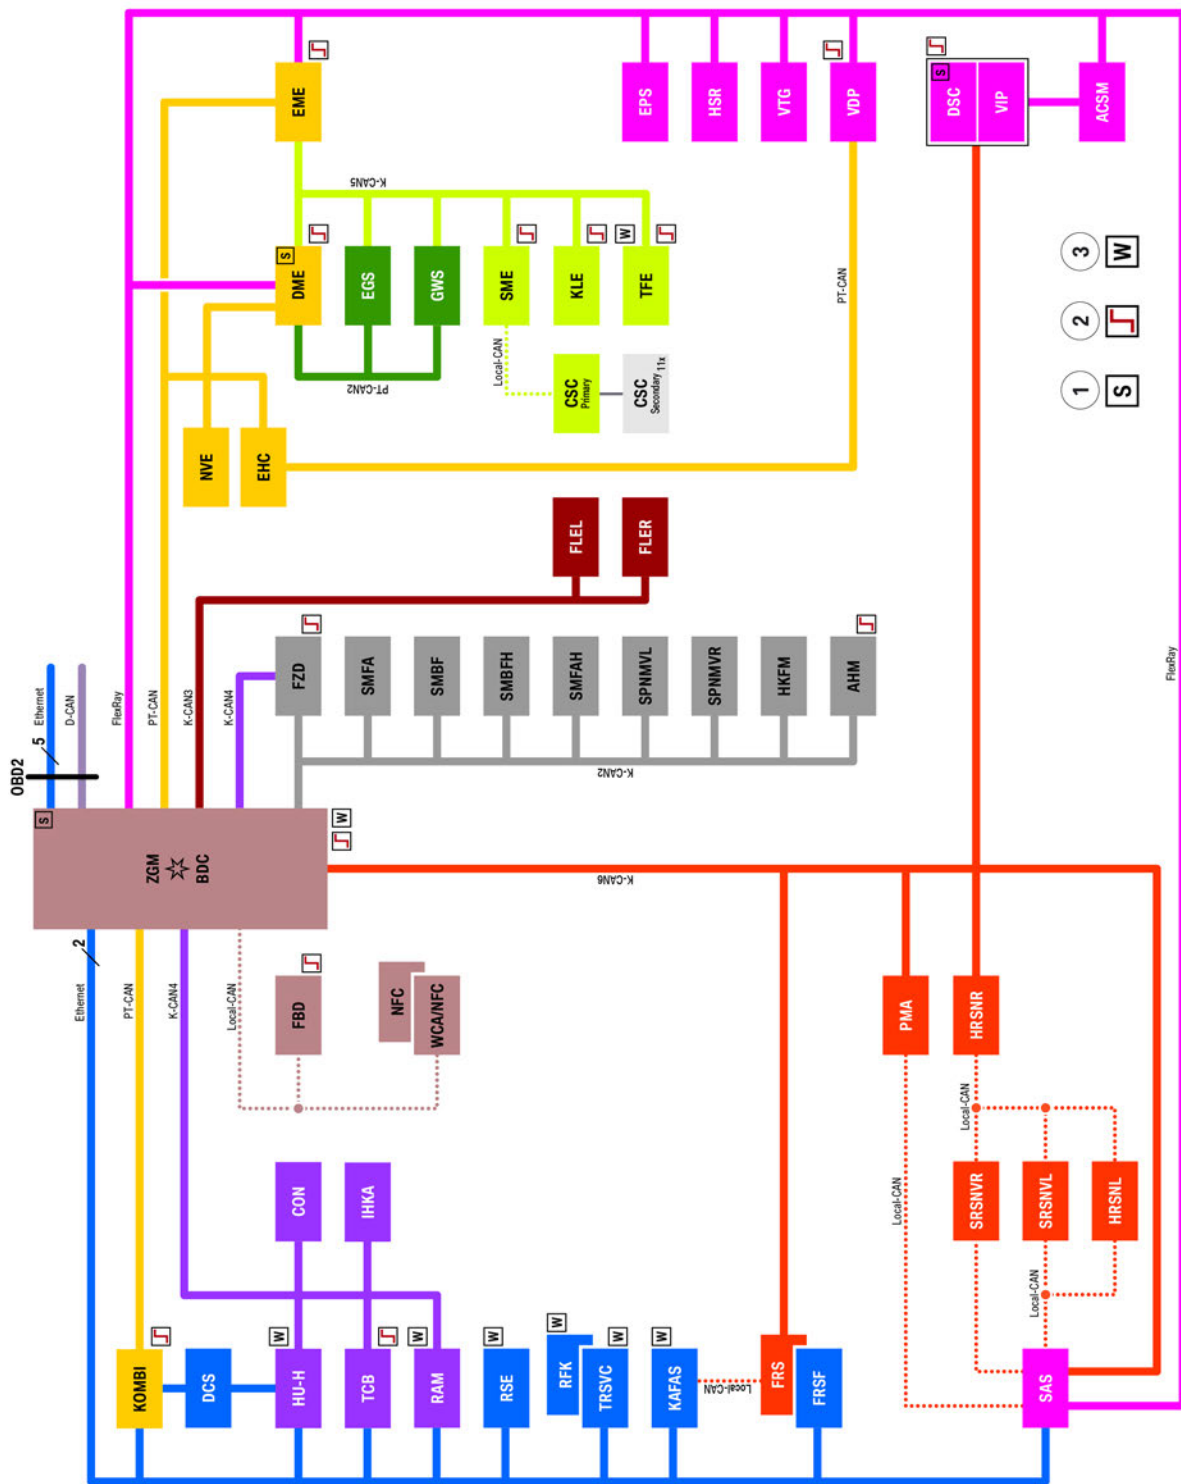 OBD2
Ethernet
5
D-CAN
FlexRay
PT-CAN
K-CAN3
K-CAN4
S
ZGM
BDC
W
2
Ethernet
PT-CAN
K-CAN4
Local-CAN
EME
DME
S
K-CAN5
EGS
GWS
PT-CAN2
SME
KLE
TFE
W
Local-CAN
CSC
Primary
CSC
Secondary
11x
NVE
EHC
PT-CAN
EPS
HSR
VTG
VDP
DSC
S
VIP
ACSM
FlexRay
FLEL
FLER
FZD
SMFA
SMBF
SMBFH
SMFAH
SPNMVL
SPNMVR
HKFM
AHM
K-CAN2
K-CAN6
FBD
NFC
WCA/NFC
CON
IHKA
KOMBI
DCS
HU-H
W
TCB
RAM
W
RSE
W
RFK
W
TRSVC
W
KAFAS
W
Local-CAN
FRS
FRSF
PMA
HRSNR
Local-CAN
Local-CAN
SRSNVR
SRSNVL
HRSNL
Local-CAN
SAS
1
S
2
3
W